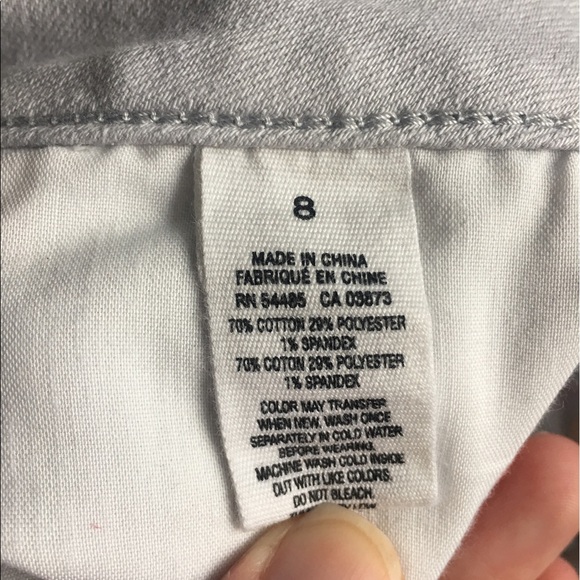 8
MADE IN CHINA
FABRIQUÉ EN CHINE
RN 54485 CA 03873
70% COTTON 29% POLYESTER
1% SPANDEX
70% COTTON 29% POLYESTER
1% SPANDEX
COLOR MAY TRANSFER
WHEN NEW. WASH ONCE
SEPARATELY IN COLD WATER
BEFORE WEARING.
MACHINE WASH COLD INSIDE
OUT WITH LIKE COLORS.
DO NOT BLEACH.